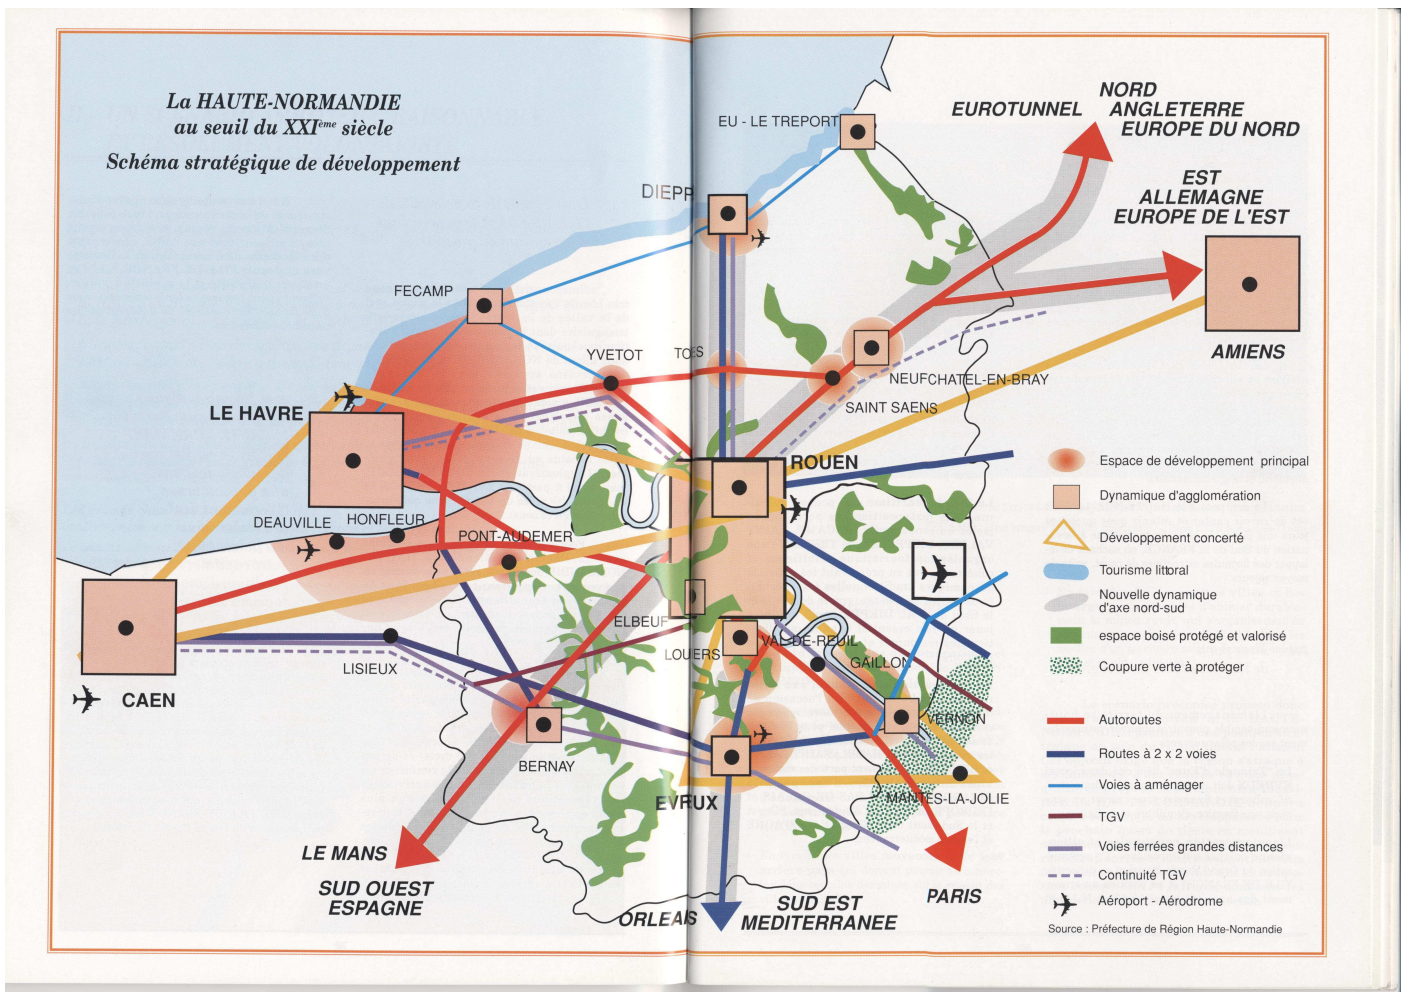 La HAUTE-NORMANDIE
au seuil du XXIème siècle
Schéma stratégique de développement
EUROTUNNEL
NORD
ANGLETERRE
EUROPE DU NORD
EST
ALLEMAGNE
EUROPE DE L'EST
EU - LE TREPORT
DIEPP
FECAMP
AMIENS
YVETOT
TOES
NEUFCHATEL-EN-BRAY
SAINT SAENS
LE HAVRE
ROUEN
DEAUVILLE
HONFLEUR
PONT-AUDEMER
ELBEUF
VAL-DE-REUIL
LOUERS
GAILLON
LISIEUX
CAEN
VERNON
BERNAY
EVRUX
MANTES-LA-JOLIE
LE MANS
SUD OUEST
ESPAGNE
ORLEAIS
SUD EST
MEDITERRANEE
PARIS
Espace de développement principal
Dynamique d'agglomération
Développement concerté
Tourisme littoral
Nouvelle dynamique
d'axe nord-sud
espace boisé protégé et valorisé
Coupure verte à protéger
Autoroutes
Routes à 2 x 2 voies
Voies à aménager
TGV
Voies ferrées grandes distances
Continuité TGV
Aéroport - Aérodrome
Source : Préfecture de Région Haute-Normandie